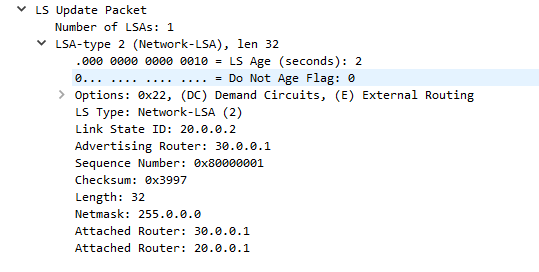 LS Update Packet
Number of LSAs: 1
LSA-type 2 (Network-LSA), len 32
.000 0000 0000 0010 = LS Age (seconds): 2
0... .... .... .... = Do Not Age Flag: 0
Options: 0x22, (DC) Demand Circuits, (E) External Routing
LS Type: Network-LSA (2)
Link State ID: 20.0.0.2
Advertising Router: 30.0.0.1
Sequence Number: 0x80000001
Checksum: 0x3997
Length: 32
Netmask: 255.0.0.0
Attached Router: 30.0.0.1
Attached Router: 20.0.0.1